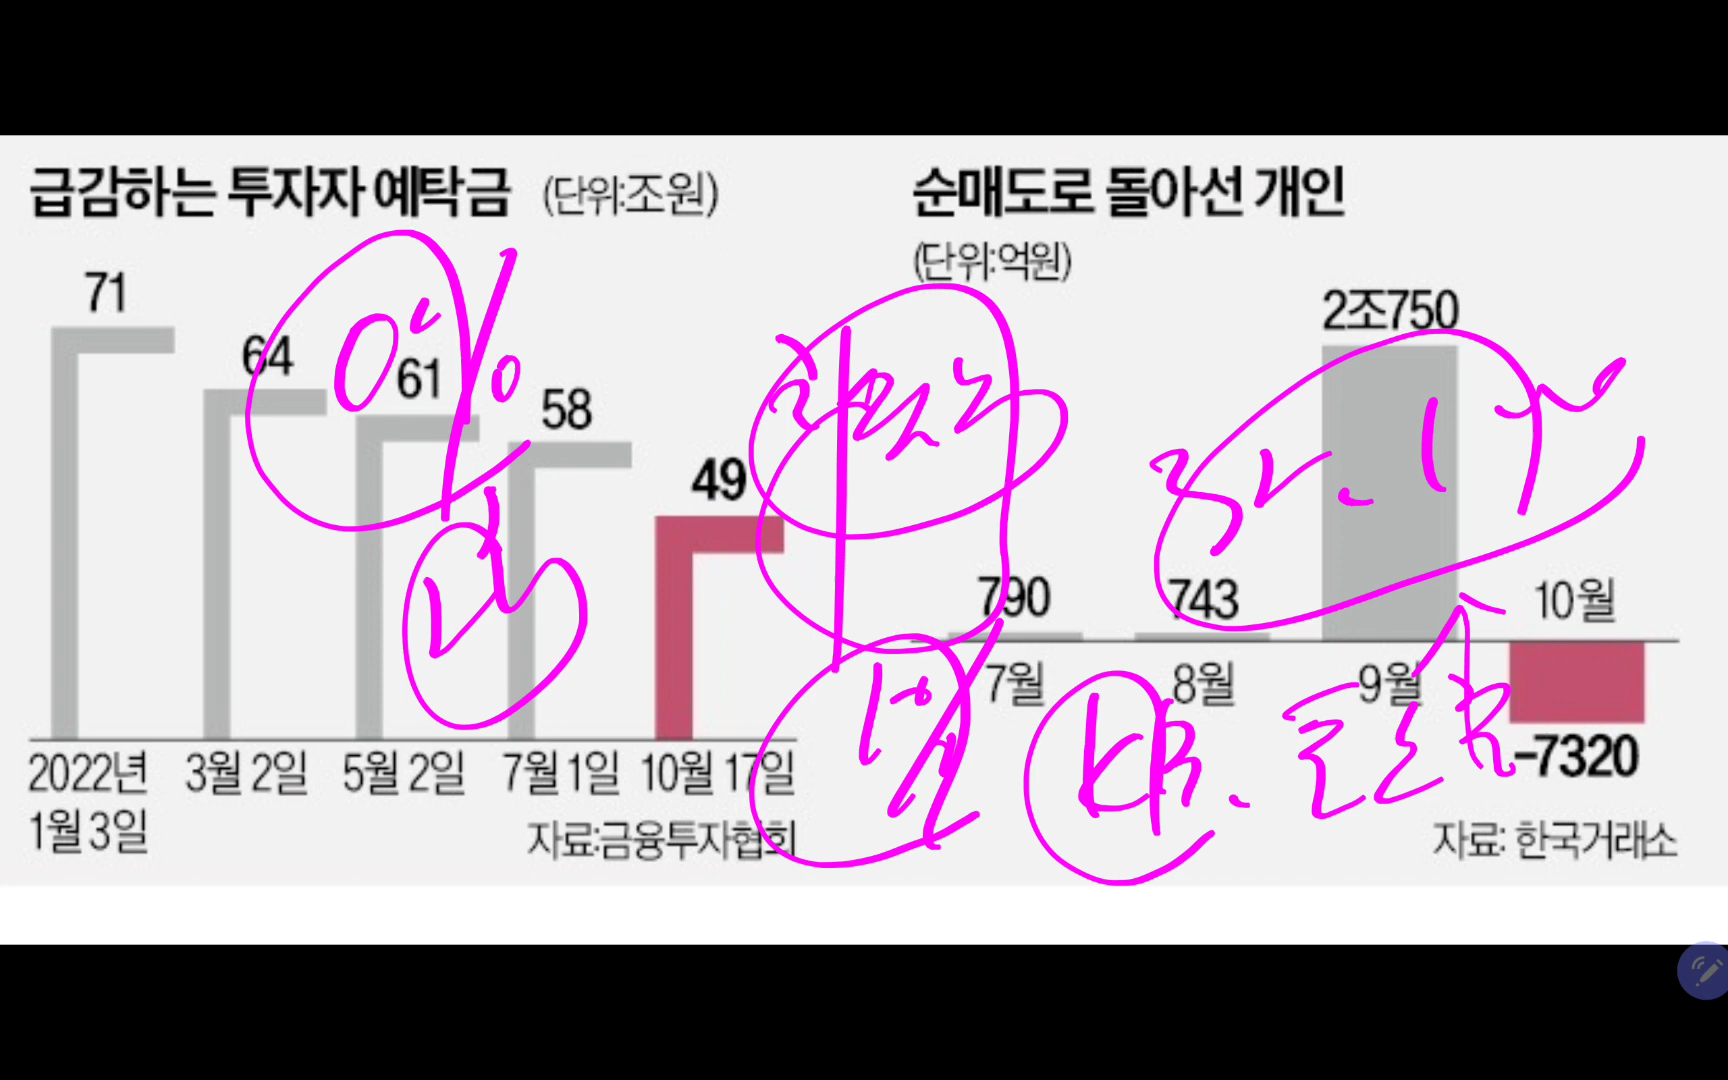 급감하는 투자자 예탁금 (단위:조원)
71
64
61
58
49
2022년 3월 2일 5월 2일 7월 1일 10월 17일
1월 3일
자료:금융투자협회
순매도로 돌아선 개인
(단위:억원)
2조750
790
743
10월
7월 8월 9월
-7320
자료: 한국거래소
0%